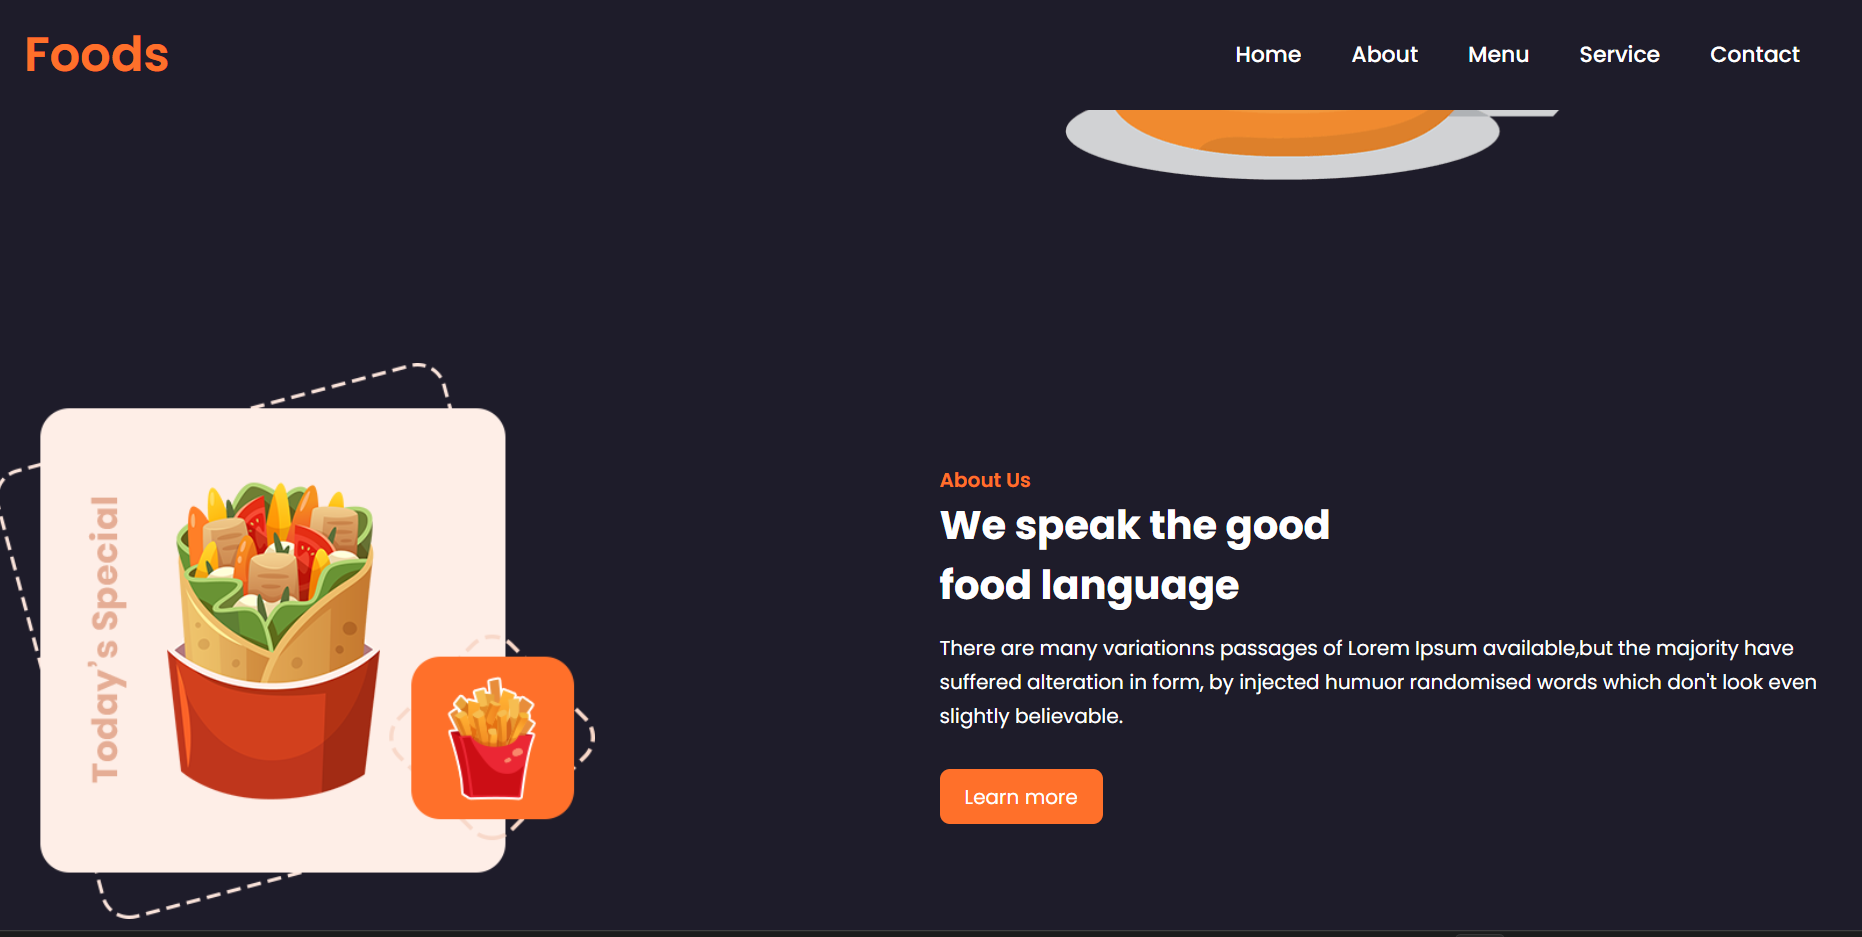 Foods
Home About Menu Service Contact
Today's Special
About Us
We speak the good
food language
There are many variationns passages of Lorem Ipsum available,but the majority have
suffered alteration in form, by injected humuor randomised words which don't look even
slightly believable.
Learn more